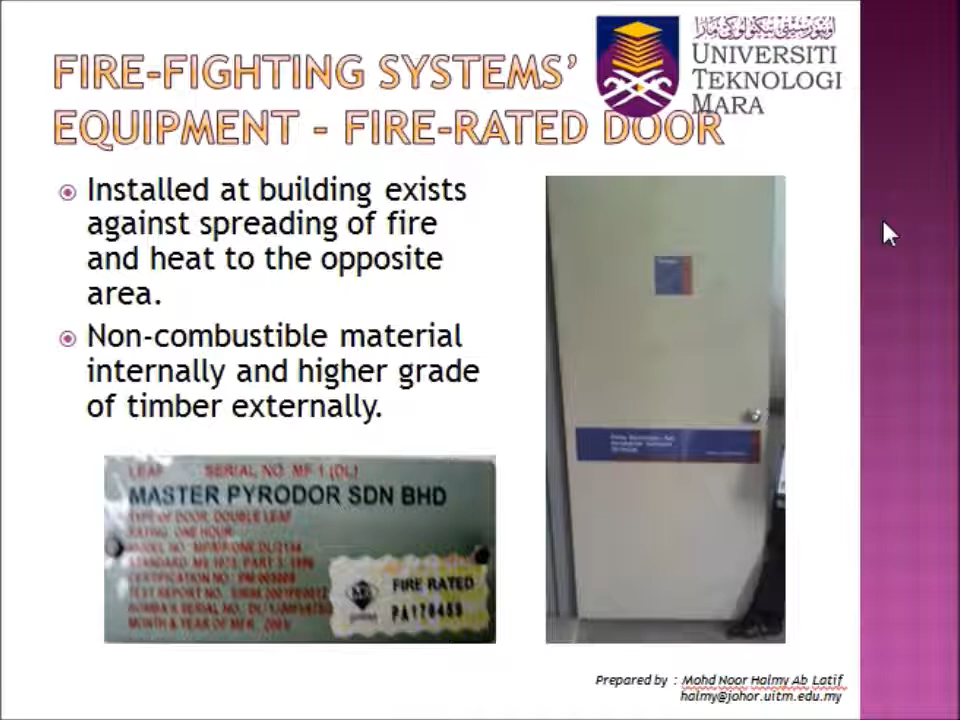 UNIVERSITI
TEKNOLOGI
MARA
FIRE-FIGHTING SYSTEMS’
EQUIPMENT – FIRE-RATED DOOR
Installed at building exists
against spreading of fire
and heat to the opposite
area.
Non-combustible material
internally and higher grade
of timber externally.
LEAF SERIAL NO. MF 1 (DL)
MASTER PYRODOR SDN BHD
TYPE OF DOOR: DOUBLE LEAF
RATING: ONE HOUR
FIRE RATED
Prepared by : Mohd Noor Halmy Ab Latif
halmy@johor.uitm.edu.my